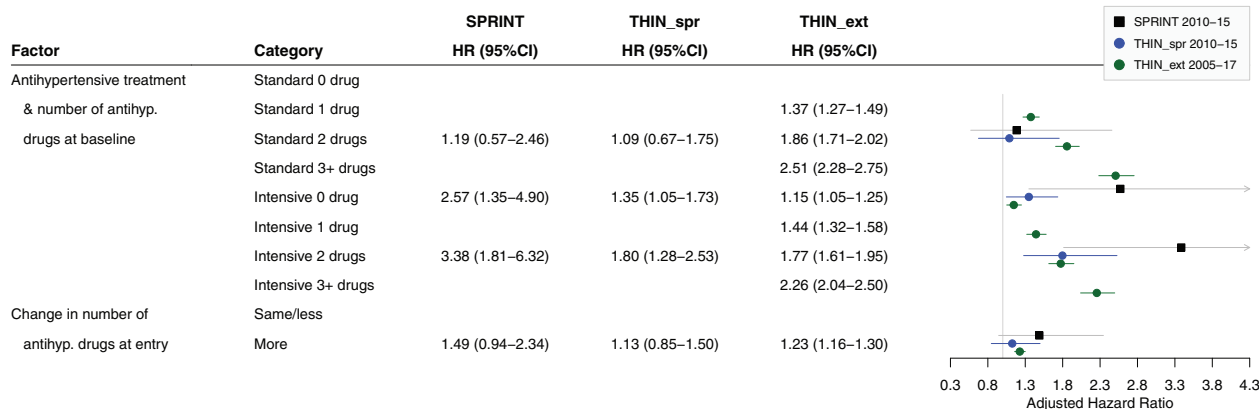 SPRINT THIN_spr THIN_ext
Factor Category HR (95%CI) HR (95%CI) HR (95%CI)
SPRINT 2010–15
THIN_spr 2010–15
THIN_ext 2005–17
Antihypertensive treatment Standard 0 drug
& number of antihyp. Standard 1 drug 1.37 (1.27–1.49)
drugs at baseline Standard 2 drugs 1.19 (0.57–2.46) 1.09 (0.67–1.75) 1.86 (1.71–2.02)
Standard 3+ drugs 2.51 (2.28–2.75)
Intensive 0 drug 2.57 (1.35–4.90) 1.35 (1.05–1.73) 1.15 (1.05–1.25)
Intensive 1 drug 1.44 (1.32–1.58)
Intensive 2 drugs 3.38 (1.81–6.32) 1.80 (1.28–2.53) 1.77 (1.61–1.95)
Intensive 3+ drugs 2.26 (2.04–2.50)
Change in number of Same/less
antihyp. drugs at entry More 1.49 (0.94–2.34) 1.13 (0.85–1.50) 1.23 (1.16–1.30)
0.3 0.8 1.3 1.8 2.3 2.8 3.3 3.8 4.3
Adjusted Hazard Ratio